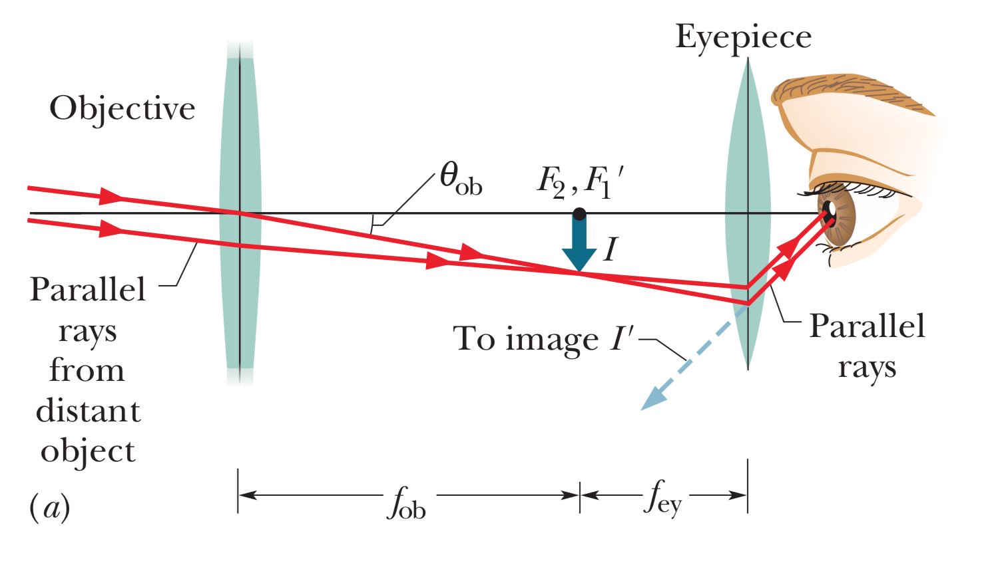 Eyepiece
Objective
θob
F2, F1′
I
Parallel
rays
from
distant
object
To image I′
Parallel
rays
(a)
fob
fey